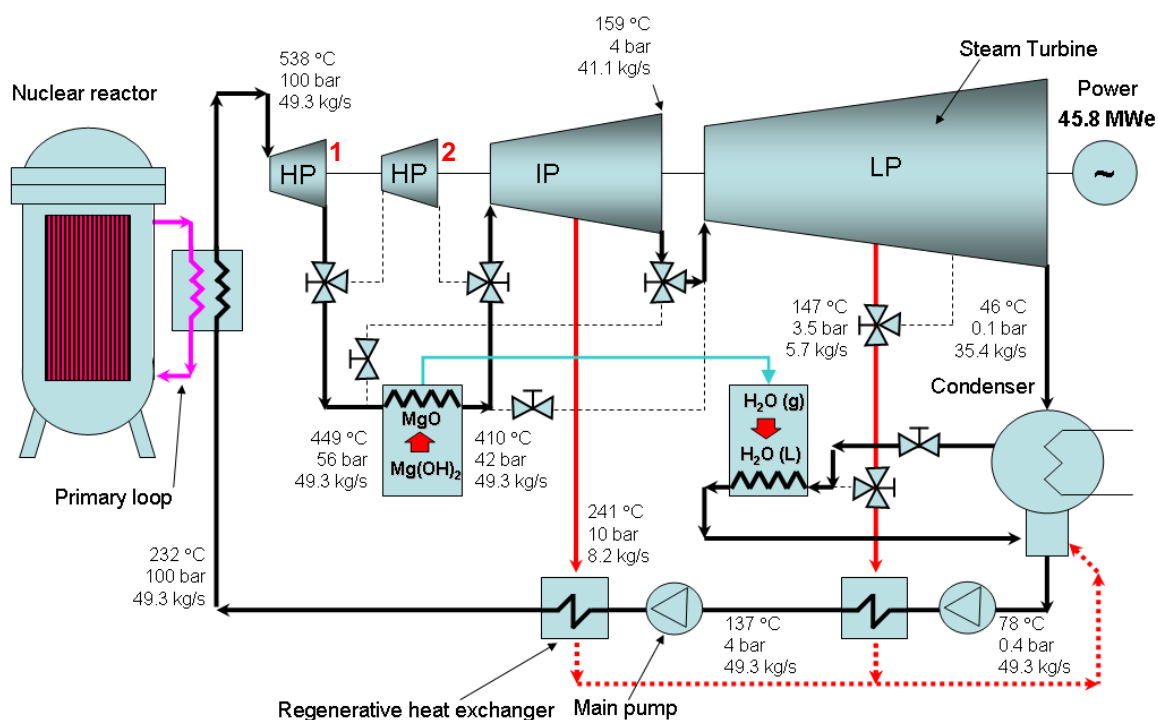 159 °C
4 bar
41.1 kg/s
Steam Turbine
538 °C
100 bar
49.3 kg/s
Nuclear reactor
Power
45.8 MWe
1
2
HP
HP
IP
LP
~
147 °C
3.5 bar
5.7 kg/s
46 °C
0.1 bar
35.4 kg/s
Condenser
MgO
Mg(OH)₂
H₂O (g)
H₂O (L)
449 °C
56 bar
49.3 kg/s
410 °C
42 bar
49.3 kg/s
Primary loop
241 °C
10 bar
8.2 kg/s
232 °C
100 bar
49.3 kg/s
137 °C
4 bar
49.3 kg/s
78 °C
0.4 bar
49.3 kg/s
Regenerative heat exchanger
Main pump